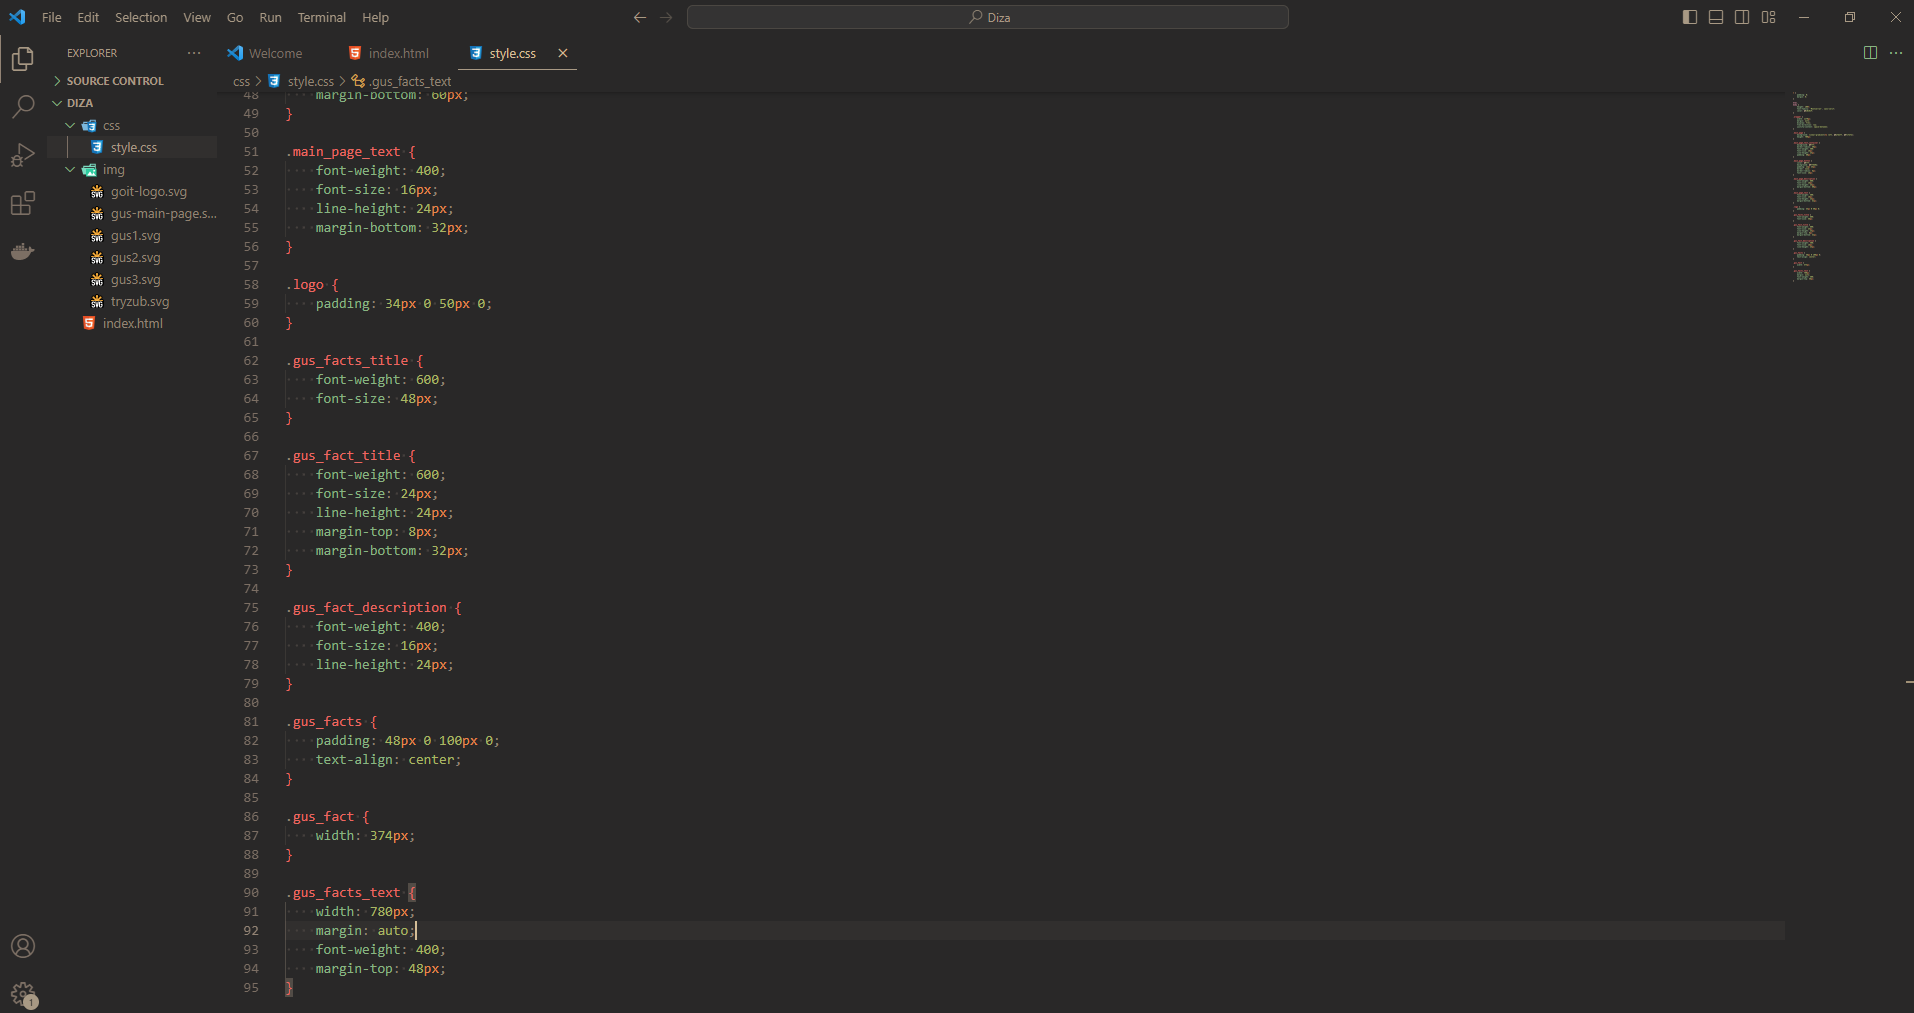 File Edit Selection View Go Run Terminal Help
Diza
EXPLORER
SOURCE CONTROL
DIZA
css
style.css
img
goit-logo.svg
gus-main-page.s...
gus1.svg
gus2.svg
gus3.svg
tryzub.svg
index.html
1
Welcome index.html style.css
css > style.css > .gus_facts_text
48 margin-bottom: 60px;
49 }
50
51 .main_page_text {
52 font-weight: 400;
53 font-size: 16px;
54 line-height: 24px;
55 margin-bottom: 32px;
56 }
57
58 .logo {
59 padding: 34px 0 50px 0;
60 }
61
62 .gus_facts_title {
63 font-weight: 600;
64 font-size: 48px;
65 }
66
67 .gus_fact_title {
68 font-weight: 600;
69 font-size: 24px;
70 line-height: 24px;
71 margin-top: 8px;
72 margin-bottom: 32px;
73 }
74
75 .gus_fact_description {
76 font-weight: 400;
77 font-size: 16px;
78 line-height: 24px;
79 }
80
81 .gus_facts {
82 padding: 48px 0 100px 0;
83 text-align: center;
84 }
85
86 .gus_fact {
87 width: 374px;
88 }
89
90 .gus_facts_text {
91 width: 780px;
92 margin: auto;
93 font-weight: 400;
94 margin-top: 48px;
95 }